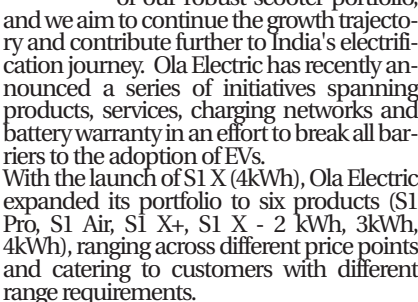 of our robust scooter portfolio,
and we aim to continue the growth trajecto-
ry and contribute further to India's electrifi-
cation journey. Ola Electric has recently an-
nounced a series of initiatives spanning
products, services, charging networks and
battery warranty in an effort to break all bar-
riers to the adoption of EVs.
With the launch of S1 X (4kWh), Ola Electric
expanded its portfolio to six products (S1
Pro, S1 Air, S1 X+, S1 X - 2 kWh, 3kWh,
4kWh), ranging across different price points
and catering to customers with different
range requirements.